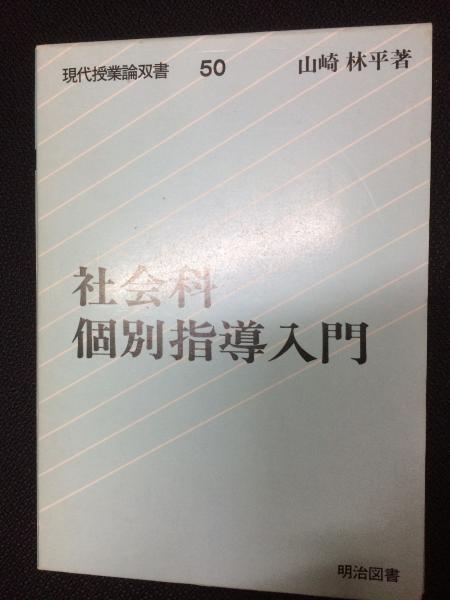 現代授業論双書 50 山崎 林平著
社会科
個別指導入門
明治図書